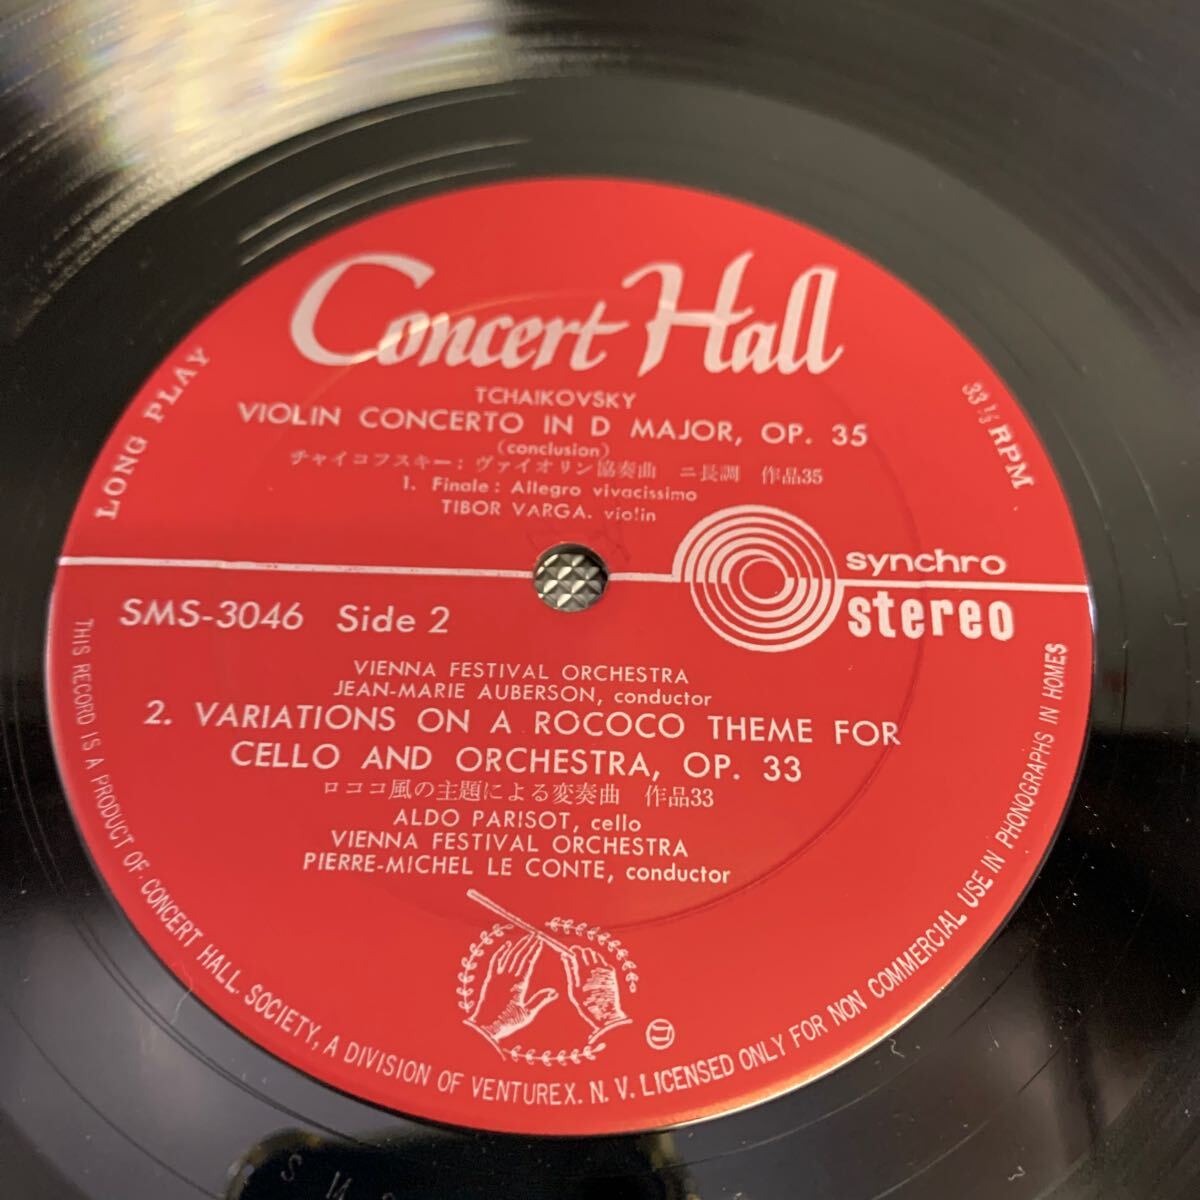 Concert Hall
TCHAIKOVSKY
VIOLIN CONCERTO IN D MAJOR, OP. 35
(conclusion)
チャイコフスキー：ヴァイオリン協奏曲 ニ長調 作品35
1. Finale: Allegro vivacissimo
TIBOR VARGA. violin
LONG PLAY
33⅓ RPM
synchro
stereo
SMS-3046 Side 2
VIENNA FESTIVAL ORCHESTRA
JEAN-MARIE AUBERSON, conductor
2. VARIATIONS ON A ROCOCO THEME FOR
CELLO AND ORCHESTRA, OP. 33
ロココ風の主題による変奏曲 作品33
ALDO PARISOT, cello
VIENNA FESTIVAL ORCHESTRA
PIERRE-MICHEL LE CONTE, conductor
THIS RECORD IS A PRODUCT OF CONCERT HALL. SOCIETY, A DIVISION OF VENTUREX. N. V. LICENSED ONLY FOR NON COMMERCIAL USE IN PHONOGRAPHS IN HOMES